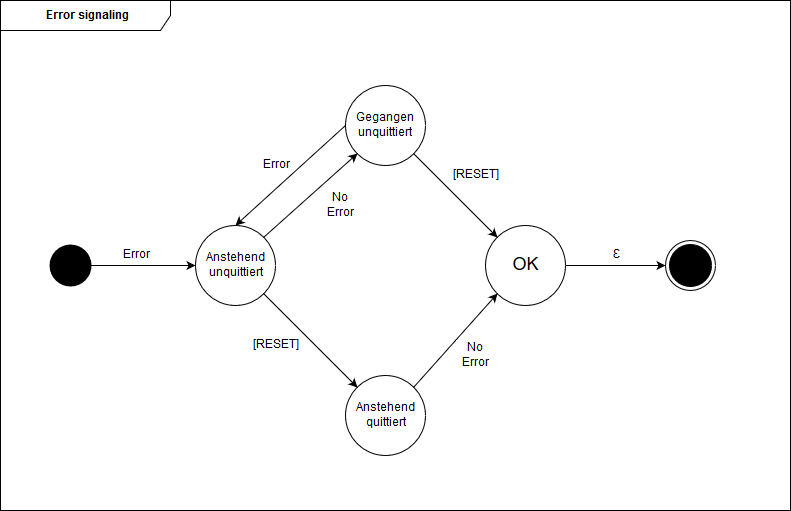 Error signaling
Gegangen
unquittiert
Error
No
Error
[RESET]
Error
Anstehend
unquittiert
OK
ε
[RESET]
No
Error
Anstehend
quittiert